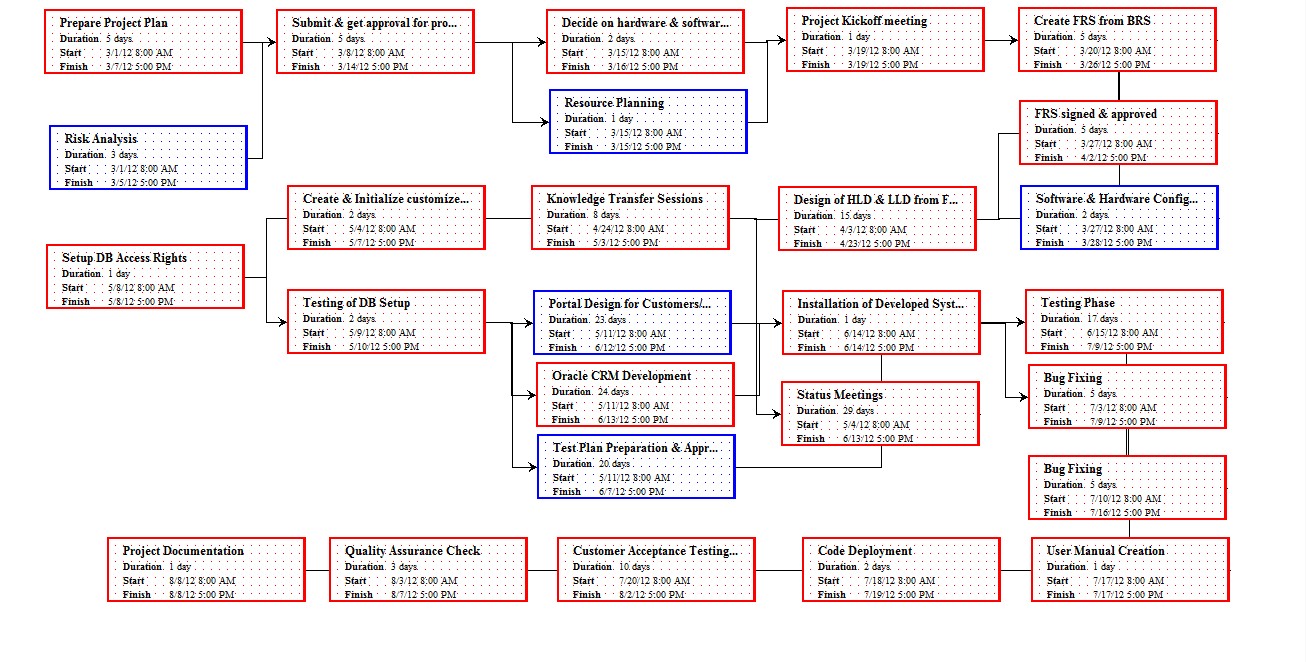 Prepare Project Plan
Duration 5 days
Start 3/1/12 8:00 AM
Finish 3/7/12 5:00 PM
Submit & get approval for pro...
Duration 5 days
Start 3/8/12 8:00 AM
Finish 3/14/12 5:00 PM
Decide on hardware & softwar...
Duration 2 days
Start 3/15/12 8:00 AM
Finish 3/16/12 5:00 PM
Project Kickoff meeting
Duration 1 day
Start 3/19/12 8:00 AM
Finish 3/19/12 5:00 PM
Create FRS from BRS
Duration 5 days
Start 3/20/12 8:00 AM
Finish 3/26/12 5:00 PM
Risk Analysis
Duration 3 days
Start 3/1/12 8:00 AM
Finish 3/5/12 5:00 PM
Resource Planning
Duration 1 day
Start 3/15/12 8:00 AM
Finish 3/15/12 5:00 PM
FRS signed & approved
Duration 5 days
Start 3/27/12 8:00 AM
Finish 4/2/12 5:00 PM
Create & Initialize customize...
Duration 2 days
Start 5/4/12 8:00 AM
Finish 5/7/12 5:00 PM
Knowledge Transfer Sessions
Duration 8 days
Start 4/24/12 8:00 AM
Finish 5/3/12 5:00 PM
Design of HLD & LLD from F...
Duration 15 days
Start 4/3/12 8:00 AM
Finish 4/23/12 5:00 PM
Software & Hardware Config...
Duration 2 days
Start 3/27/12 8:00 AM
Finish 3/28/12 5:00 PM
Setup DB Access Rights
Duration 1 day
Start 5/8/12 8:00 AM
Finish 5/8/12 5:00 PM
Testing of DB Setup
Duration 2 days
Start 5/9/12 8:00 AM
Finish 5/10/12 5:00 PM
Portal Design for Customers/...
Duration 23 days
Start 5/11/12 8:00 AM
Finish 6/12/12 5:00 PM
Installation of Developed Syst...
Duration 1 day
Start 6/14/12 8:00 AM
Finish 6/14/12 5:00 PM
Testing Phase
Duration 17 days
Start 6/15/12 8:00 AM
Finish 7/9/12 5:00 PM
Oracle CRM Development
Duration 24 days
Start 5/11/12 8:00 AM
Finish 6/13/12 5:00 PM
Status Meetings
Duration 29 days
Start 5/4/12 8:00 AM
Finish 6/13/12 5:00 PM
Bug Fixing
Duration 5 days
Start 7/3/12 8:00 AM
Finish 7/9/12 5:00 PM
Test Plan Preparation & Appr...
Duration 20 days
Start 5/11/12 8:00 AM
Finish 6/7/12 5:00 PM
Bug Fixing
Duration 5 days
Start 7/10/12 8:00 AM
Finish 7/16/12 5:00 PM
Project Documentation
Duration 1 day
Start 8/8/12 8:00 AM
Finish 8/8/12 5:00 PM
Quality Assurance Check
Duration 3 days
Start 8/3/12 8:00 AM
Finish 8/7/12 5:00 PM
Customer Acceptance Testing...
Duration 10 days
Start 7/20/12 8:00 AM
Finish 8/2/12 5:00 PM
Code Deployment
Duration 2 days
Start 7/18/12 8:00 AM
Finish 7/19/12 5:00 PM
User Manual Creation
Duration 1 day
Start 7/17/12 8:00 AM
Finish 7/17/12 5:00 PM